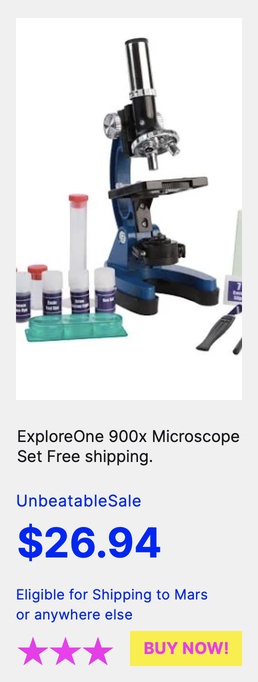 ExploreOne 900x Microscope
Set Free shipping.
UnbeatableSale
$26.94
Eligible for Shipping to Mars
or anywhere else
BUY NOW!